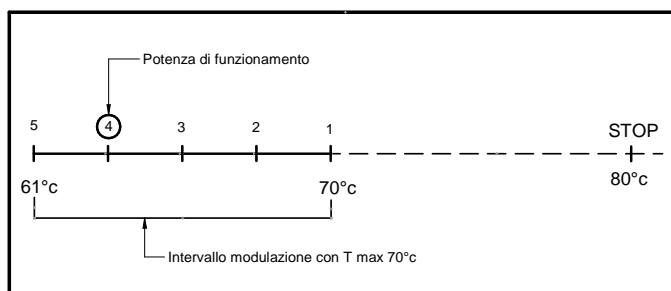 Potenza di funzionamento
5 4 3 2 1 STOP
61°c 70°c 80°c
Intervallo modulazione con T max 70°c